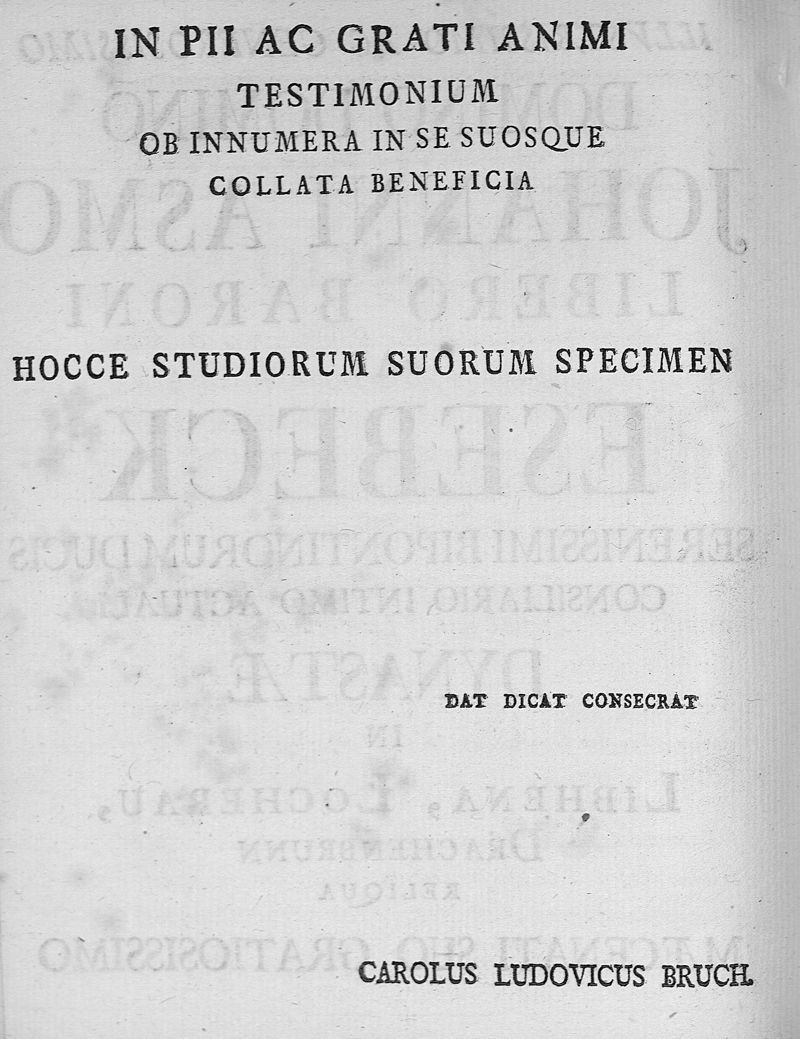 IN PII AC GRATI ANIMI
TESTIMONIUM
OB INNUMERA IN SE SUOSQUE
COLLATA BENEFICIA
HOCCE STUDIORUM SUORUM SPECIMEN
DAT DICAT CONSECRAT
CAROLUS LUDOVICUS BRUCH.